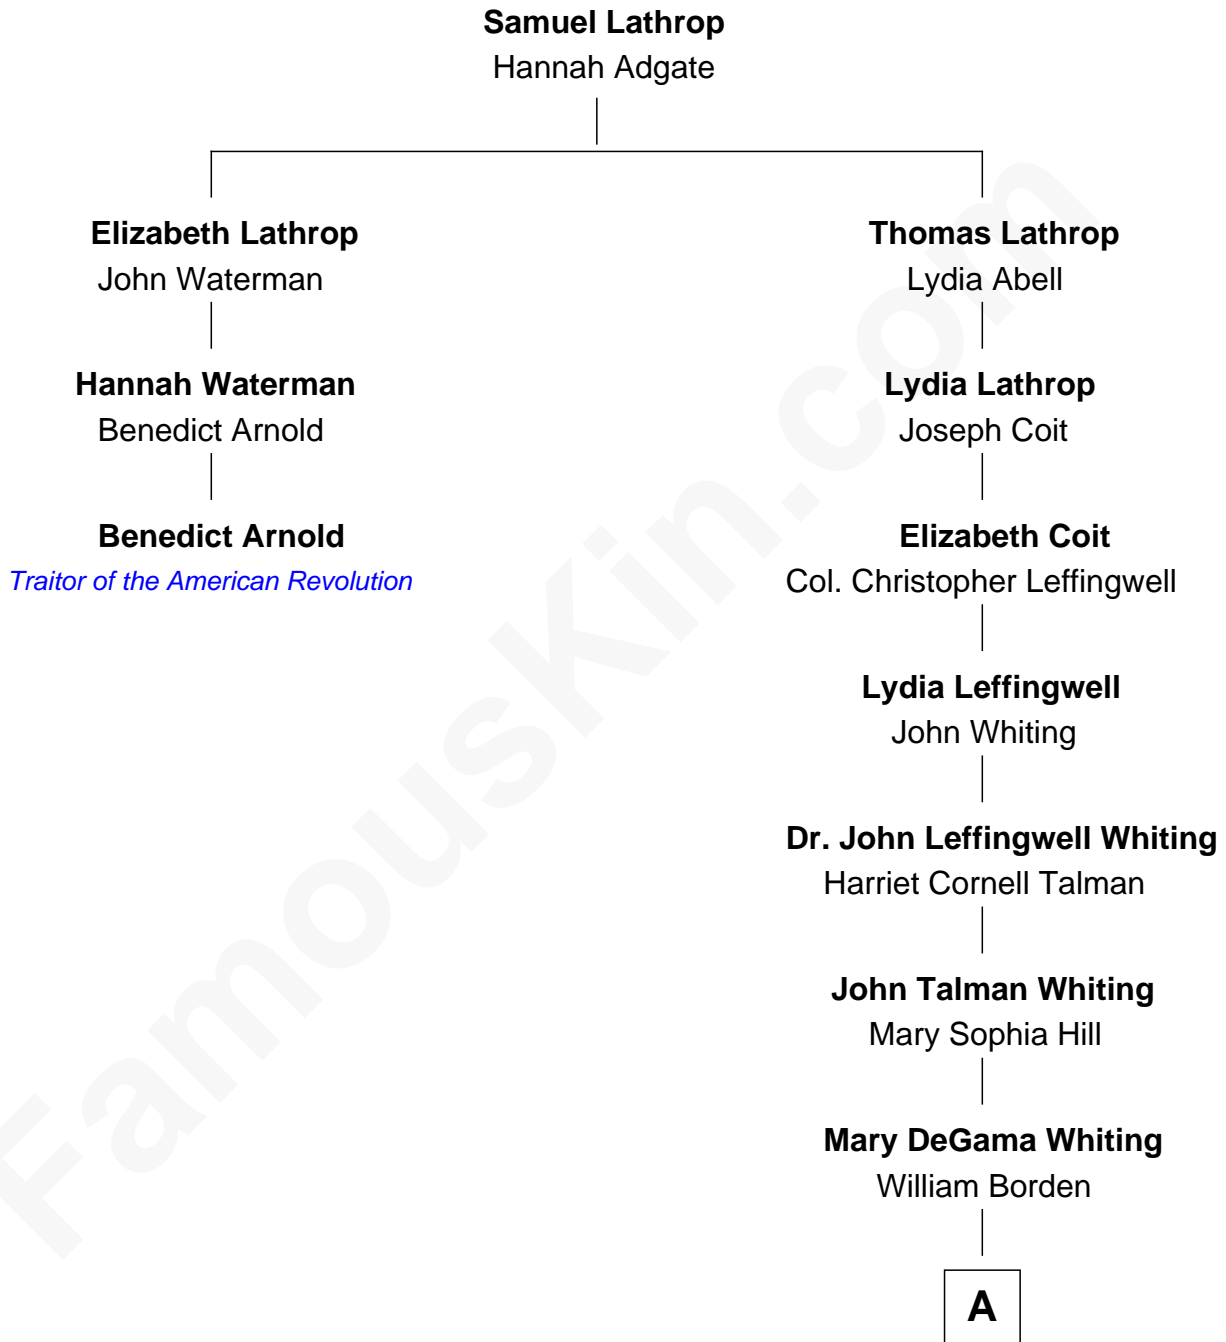 Samuel Lathrop
Hannah Adgate
Elizabeth Lathrop
John Waterman
Hannah Waterman
Benedict Arnold
Benedict Arnold
Traitor of the American Revolution
Thomas Lathrop
Lydia Abell
Lydia Lathrop
Joseph Coit
Elizabeth Coit
Col. Christopher Leffingwell
Lydia Leffingwell
John Whiting
Dr. John Leffingwell Whiting
Harriet Cornell Talman
John Talman Whiting
Mary Sophia Hill
Mary DeGama Whiting
William Borden
A
FamousKin.com